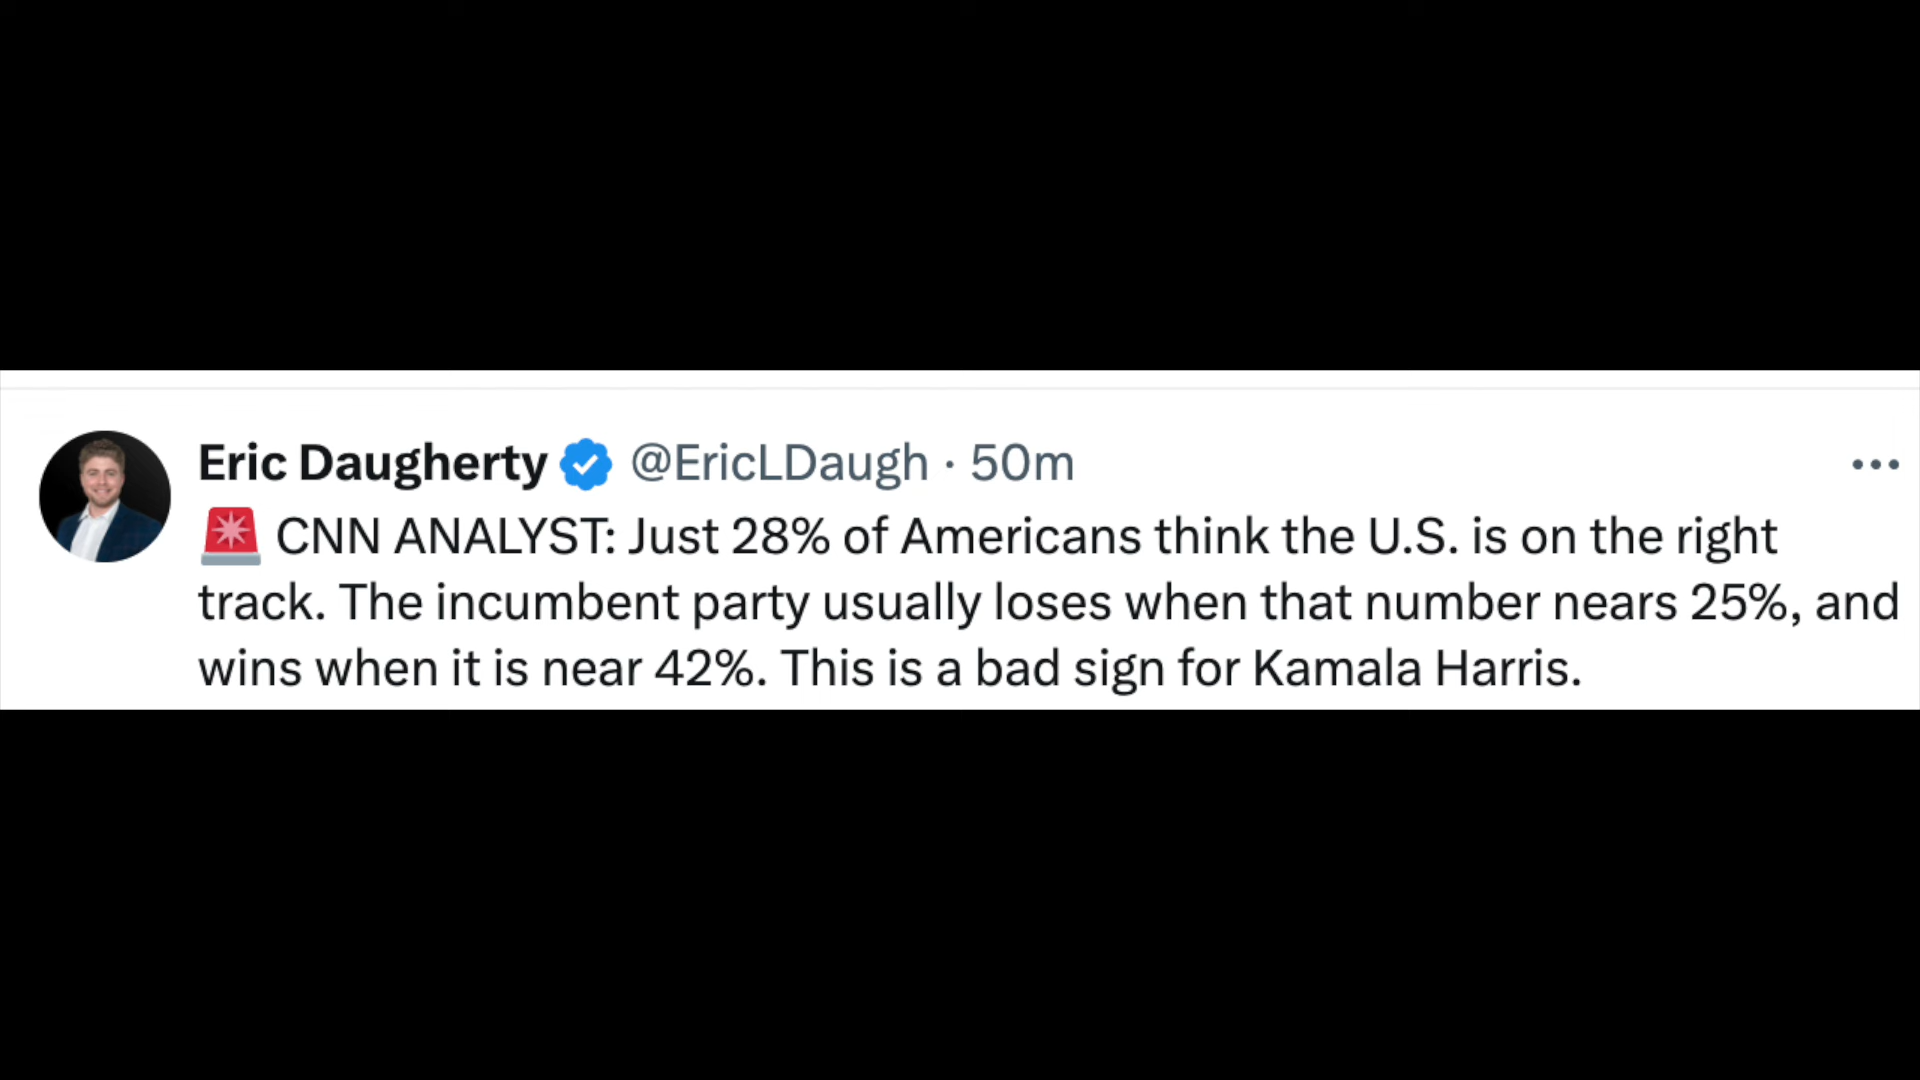 Eric Daugherty @EricLDaugh · 50m
🚨 CNN ANALYST: Just 28% of Americans think the U.S. is on the right
track. The incumbent party usually loses when that number nears 25%, and
wins when it is near 42%. This is a bad sign for Kamala Harris.